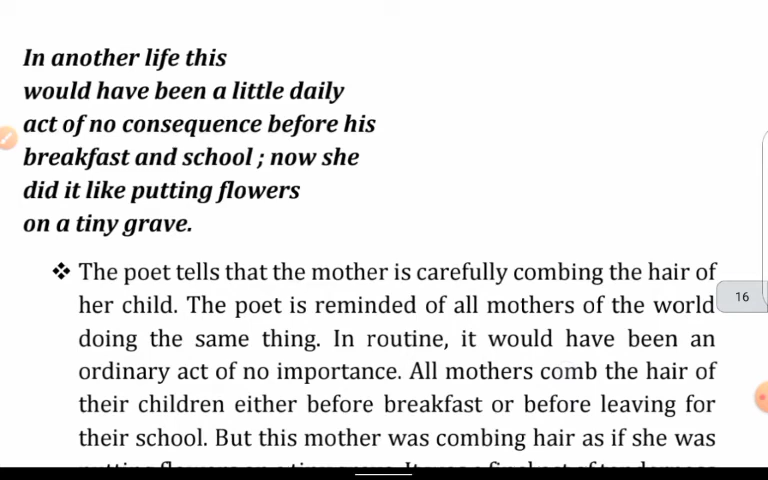 In another life this
would have been a little daily
act of no consequence before his
breakfast and school ; now she
did it like putting flowers
on a tiny grave.
❖ The poet tells that the mother is carefully combing the hair of
her child. The poet is reminded of all mothers of the world
16
doing the same thing. In routine, it would have been an
ordinary act of no importance. All mothers comb the hair of
their children either before breakfast or before leaving for
their school. But this mother was combing hair as if she was